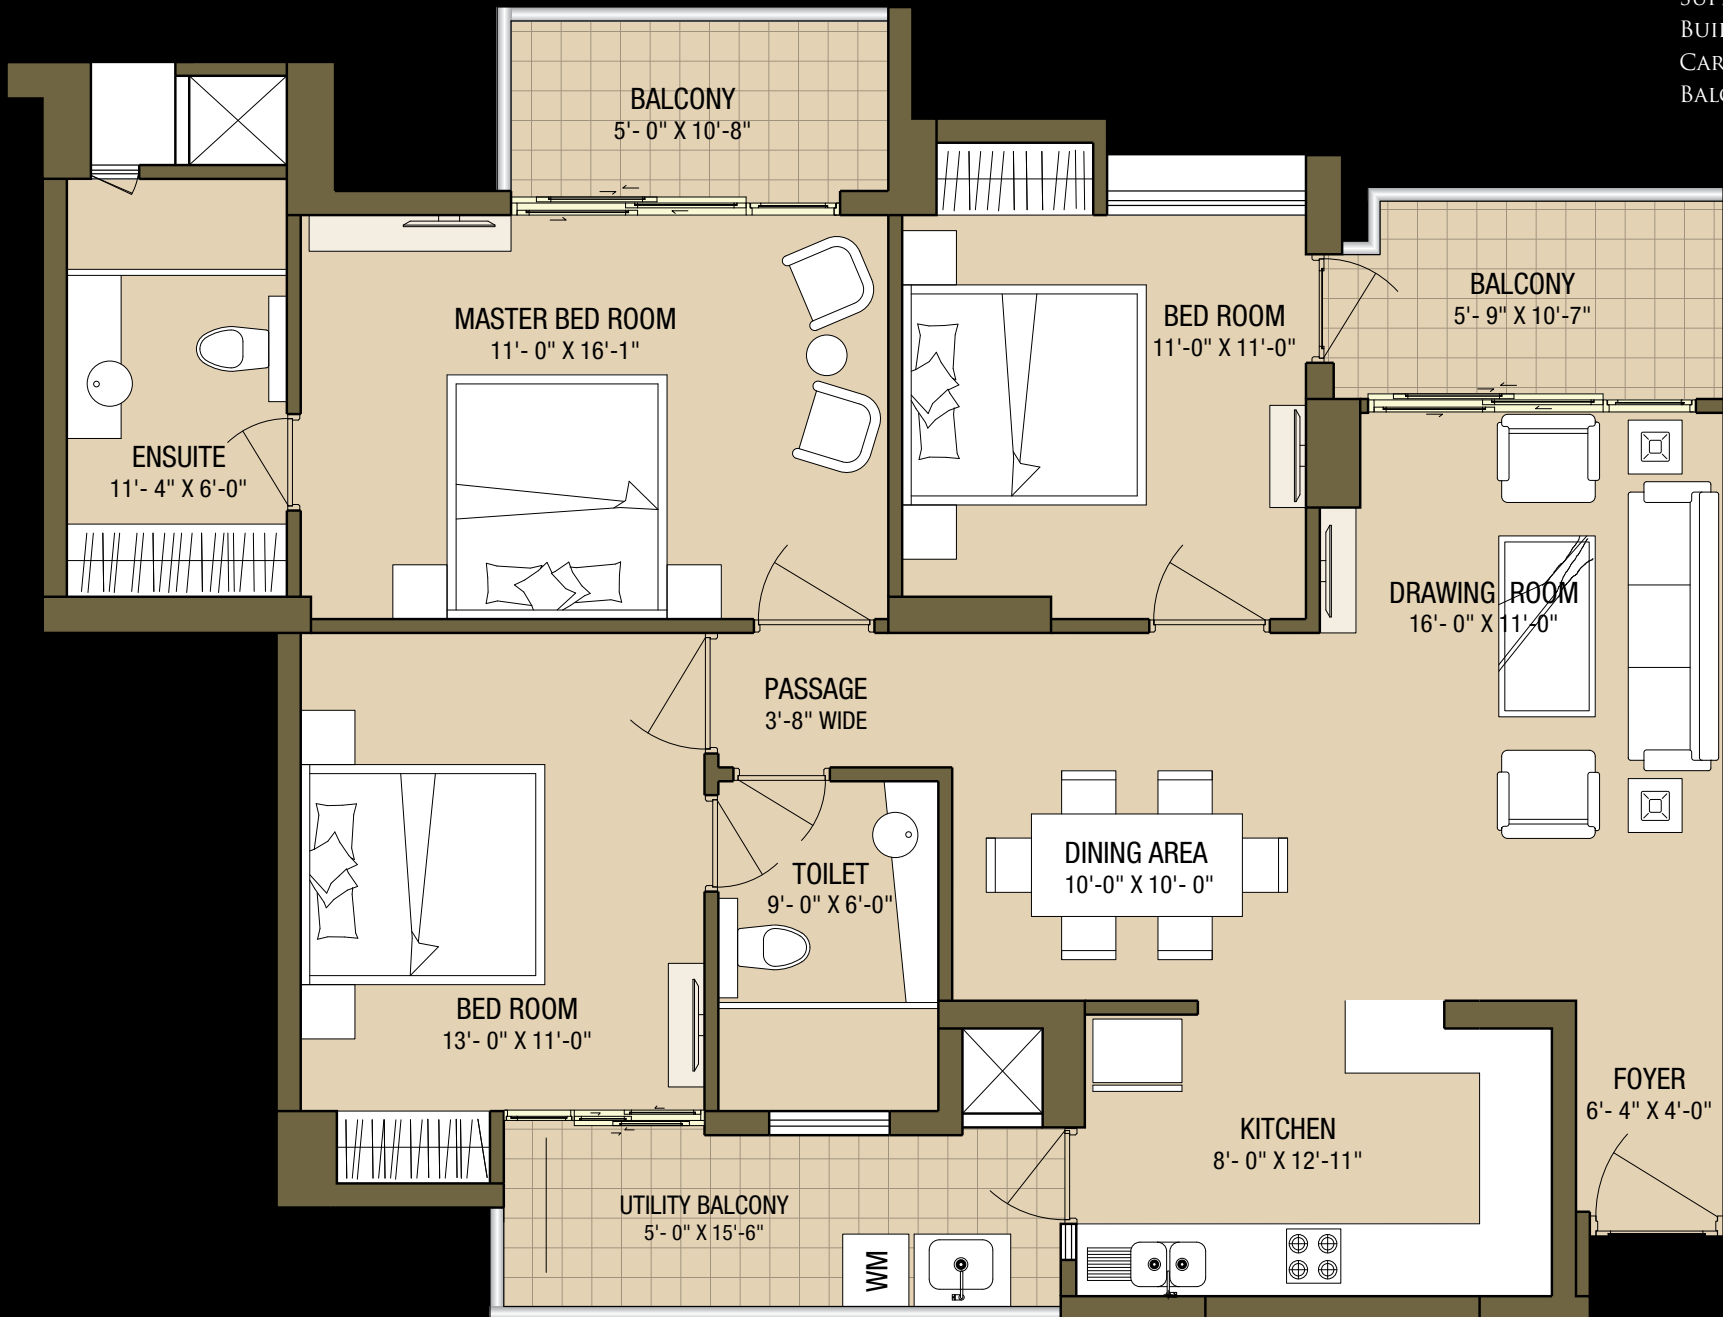 BALCONY
5'- 0" X 10'-8"
MASTER BED ROOM
11'- 0" X 16'-1"
BED ROOM
11'-0" X 11'-0"
BALCONY
5'- 9" X 10'-7"
ENSUITE
11'- 4" X 6'-0"
DRAWING ROOM
16'- 0" X 11'-0"
PASSAGE
3'-8" WIDE
DINING AREA
10'-0" X 10'- 0"
TOILET
9'- 0" X 6'-0"
BED ROOM
13'- 0" X 11'-0"
FOYER
6'- 4" X 4'-0"
KITCHEN
8'- 0" X 12'-11"
UTILITY BALCONY
5'- 0" X 15'-6"
WM